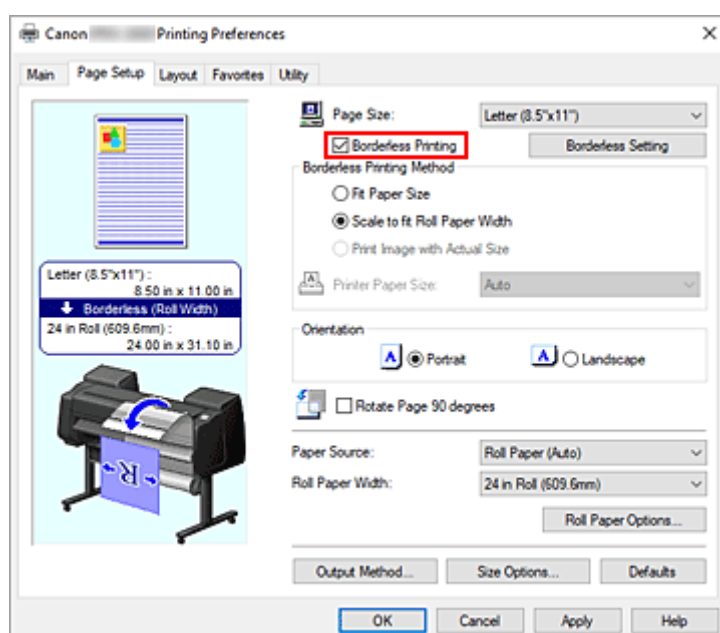 Canon Printing Preferences
Main Page Setup Layout Favorites Utility
Page Size: Letter (8.5"x11")
Borderless Printing Borderless Setting
Borderless Printing Method
Fit Paper Size
Scale to fit Roll Paper Width
Print Image with Actual Size
Printer Paper Size: Auto
Letter (8.5"x11") :
8.50 in x 11.00 in
Borderless (Roll Width)
24 in Roll (609.6mm) :
24.00 in x 31.10 in
Orientation
A Portrait A Landscape
Rotate Page 90 degrees
R
Paper Source: Roll Paper (Auto)
Roll Paper Width: 24 in Roll (609.6mm)
Roll Paper Options...
Output Method... Size Options... Defaults
OK Cancel Apply Help